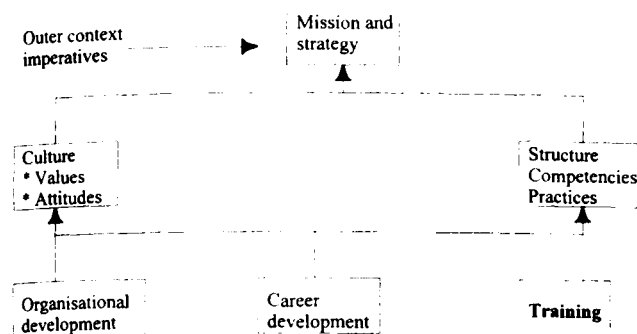 Mission and
strategy
Outer context
imperatives
Culture
* Values
* Attitudes
Structure
Competencies
Practices
Organisational
development
Career
development
Training